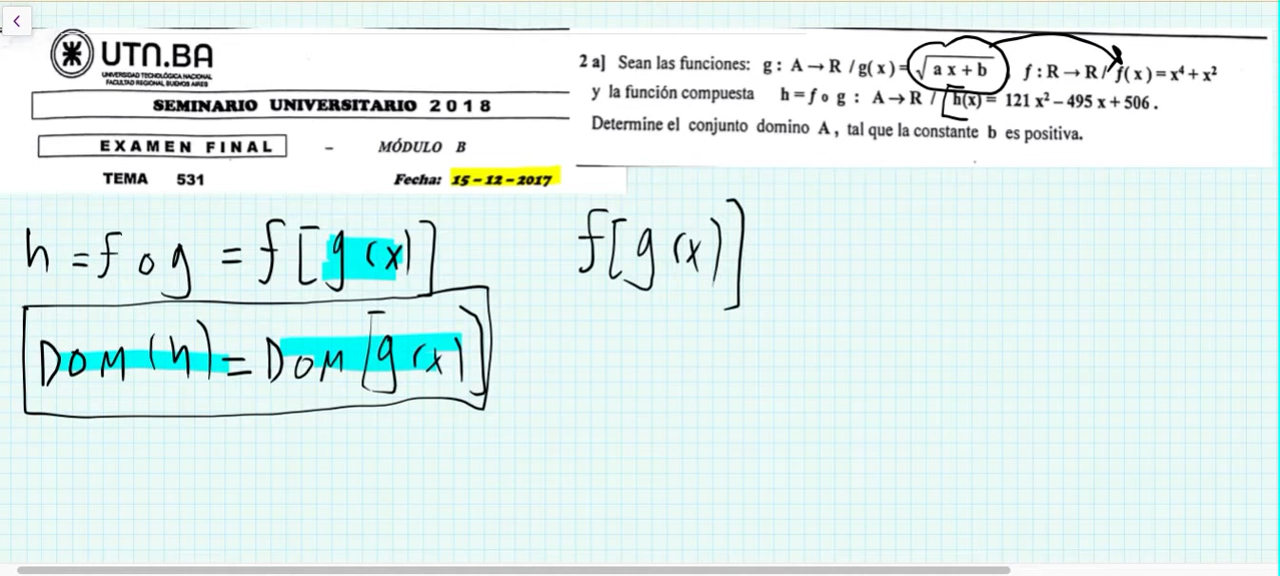 UTN.BA
UNIVERSIDAD TECNOLÓGICA NACIONAL
FACULTAD REGIONAL BUENOS AIRES
SEMINARIO UNIVERSITARIO 2018
EXAMEN FINAL – MÓDULO B
TEMA 531 Fecha: 15-12-2017
2 a] Sean las funciones: g : A → R / g(x) = √ax + b f : R → R / f(x) = x⁴ + x²
y la función compuesta h = f o g : A → R / h(x) = 121 x² – 495 x + 506 .
Determine el conjunto domino A , tal que la constante b es positiva.
h = f o g = f[g(x)]
f[g(x)]
DOM(h) = DOM[g(x)]